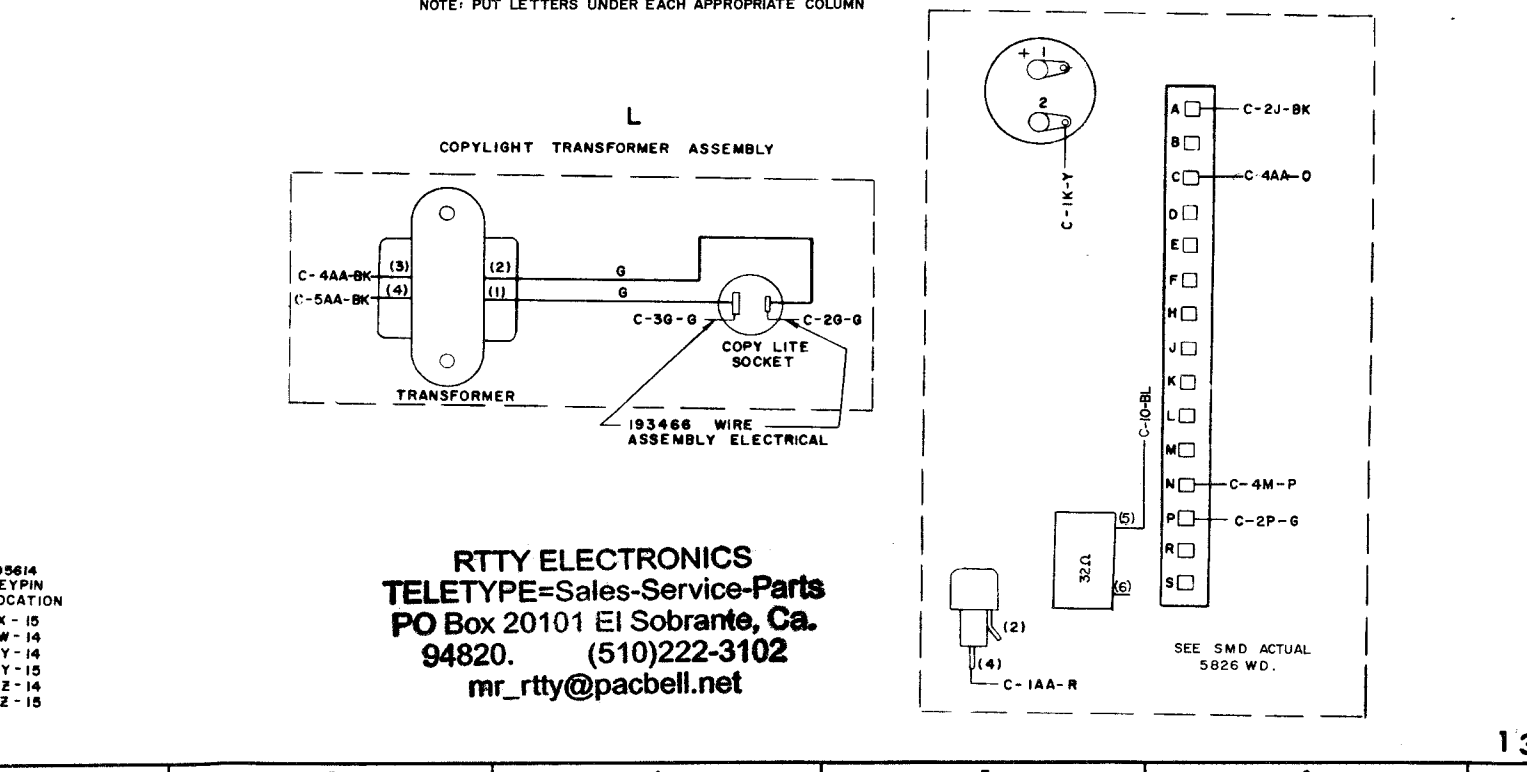 NOTE: PUT LETTERS UNDER EACH APPROPRIATE COLUMN
L
COPYLIGHT TRANSFORMER ASSEMBLY
C-4AA-BK
(3)
(2)
G
C-5AA-BK
(4)
(1)
G
C-3G-G
C-2G-G
COPY LITE
SOCKET
TRANSFORMER
193466 WIRE
ASSEMBLY ELECTRICAL
+ 1
2
C-1K-Y
A C-2J-BK
B
C C-4AA-O
D
E
F
H
J
K
L
M
N C-4M-P
P C-2P-G
R
S
C-10-BL
(5)
32Ω
(6)
(2)
(4)
C-1AA-R
SEE SMD ACTUAL
5826 WD.
RTTY ELECTRONICS
TELETYPE=Sales-Service-Parts
PO Box 20101 El Sobrante, Ca.
94820. (510)222-3102
mr_rtty@pacbell.net
5614
EYPIN
OCATION
- 15
- 14
Y - 14
Y - 15
Z - 14
Z - 15
13